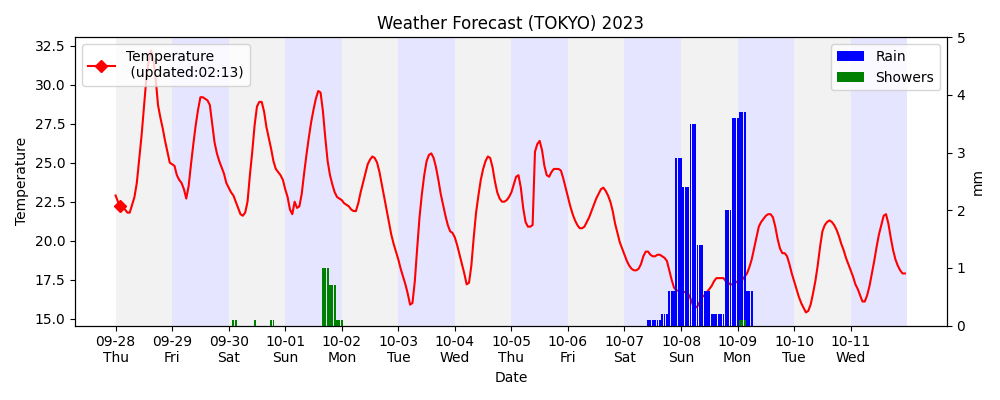 Weather Forecast (TOKYO) 2023
Temperature
(updated:02:13)
Rain
Showers
Temperature
32.5
30.0
27.5
25.0
22.5
20.0
17.5
15.0
5
4
3
2
1
0
mm
09-28 09-29 09-30 10-01 10-02 10-03 10-04 10-05 10-06 10-07 10-08 10-09 10-10 10-11
Thu Fri Sat Sun Mon Tue Wed Thu Fri Sat Sun Mon Tue Wed
Date